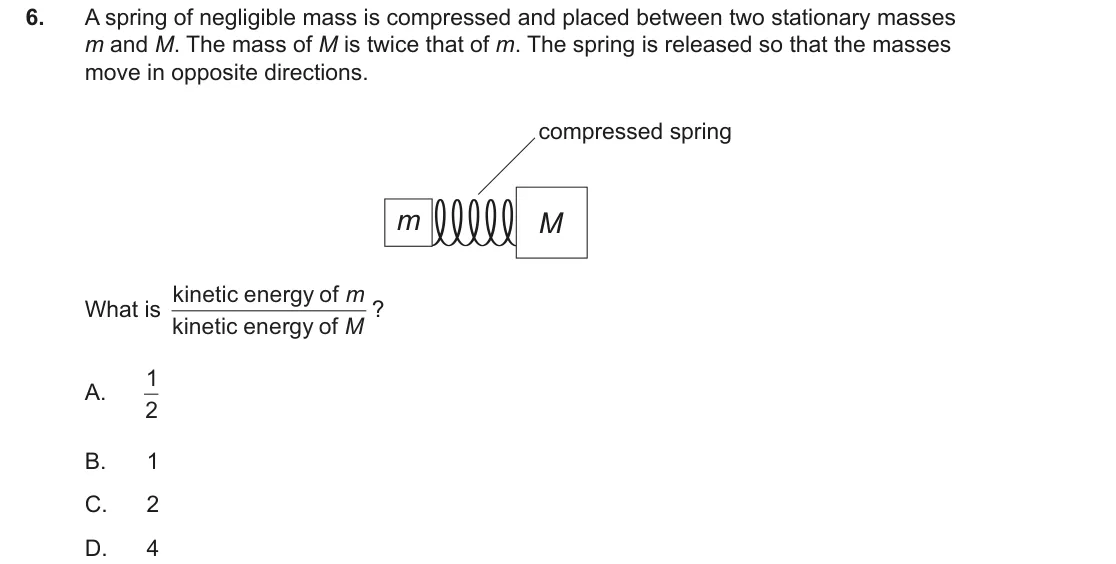 6. A spring of negligible mass is compressed and placed between two stationary masses
m and M. The mass of M is twice that of m. The spring is released so that the masses
move in opposite directions.
compressed spring
m M
kinetic energy of m
What is ?
kinetic energy of M
A. 1
2
B. 1
C. 2
D. 4